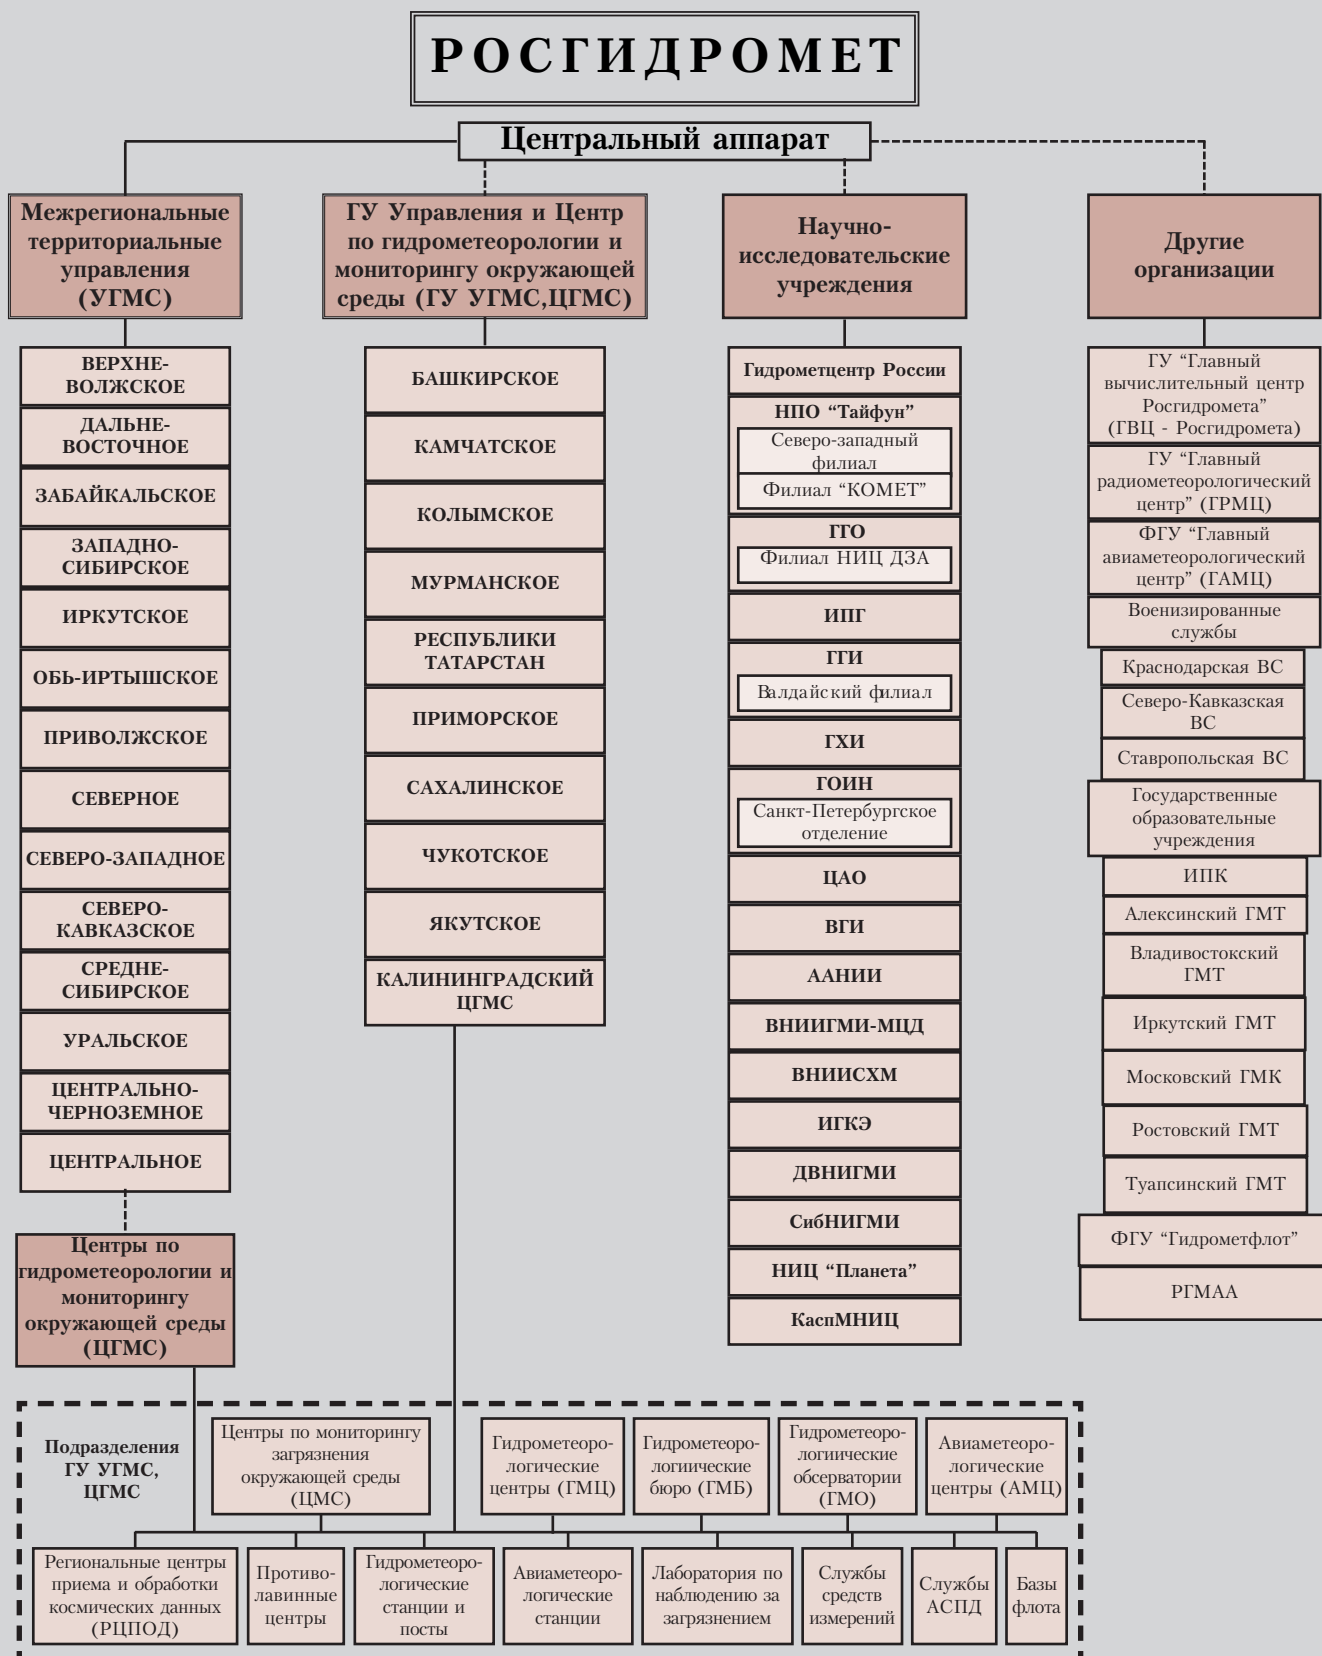 РОСГИДРОМЕТ
Центральный аппарат
Межрегиональные
территориальные
управления
(УГМС)
ВЕРХНЕ-
ВОЛЖСКОЕ
ДАЛЬНЕ-
ВОСТОЧНОЕ
ЗАБАЙКАЛЬСКОЕ
ЗАПАДНО-
СИБИРСКОЕ
ИРКУТСКОЕ
ОБЬ-ИРТЫШСКОЕ
ПРИВОЛЖСКОЕ
СЕВЕРНОЕ
СЕВЕРО-ЗАПАДНОЕ
СЕВЕРО-
КАВКАЗСКОЕ
СРЕДНЕ-
СИБИРСКОЕ
УРАЛЬСКОЕ
ЦЕНТРАЛЬНО-
ЧЕРНОЗЕМНОЕ
ЦЕНТРАЛЬНОЕ
Центры по
гидрометеорологии и
мониторингу
окружающей среды
(ЦГМС)
ГУ Управления и Центр
по гидрометеорологии и
мониторингу окружающей
среды (ГУ УГМС,ЦГМС)
БАШКИРСКОЕ
КАМЧАТСКОЕ
КОЛЫМСКОЕ
МУРМАНСКОЕ
РЕСПУБЛИКИ
ТАТАРСТАН
ПРИМОРСКОЕ
САХАЛИНСКОЕ
ЧУКОТСКОЕ
ЯКУТСКОЕ
КАЛИНИНГРАДСКИЙ
ЦГМС
Научно-
исследовательские
учреждения
Гидрометцентр России
НПО “Тайфун”
Северо-западный
филиал
Филиал “КОМЕТ”
ГГО
Филиал НИЦ ДЗА
ИПГ
ГГИ
Валдайский филиал
ГХИ
ГОИН
Санкт-Петербургское
отделение
ЦАО
ВГИ
ААНИИ
ВНИИГМИ-МЦД
ВНИИСХМ
ИГКЭ
ДВНИГМИ
СибНИГМИ
НИЦ “Планета”
КаспМНИЦ
Другие
организации
ГУ “Главный
вычислительный центр
Росгидромета”
(ГВЦ - Росгидромета)
ГУ “Главный
радиометеорологический
центр” (ГРМЦ)
ФГУ “Главный
авиаметеорологический
центр” (ГАМЦ)
Военизированные
службы
Краснодарская ВС
Северо-Кавказская
ВС
Ставропольская ВС
Государственные
образовательные
учреждения
ИПК
Алексинский ГМТ
Владивостокский
ГМТ
Иркутский ГМТ
Московский ГМК
Ростовский ГМТ
Туапсинский ГМТ
ФГУ “Гидрометфлот”
РГМАА
Подразделения
ГУ УГМС,
ЦГМС
Центры по мониторингу
загрязнения
окружающей среды
(ЦМС)
Гидрометеоро-
логические
центры (ГМЦ)
Гидрометеоро-
логиические
бюро (ГМБ)
Гидрометеоро-
логиические
обсерватории
(ГМО)
Авиаметеоро-
логические
центры (АМЦ)
Региональные центры
приема и обработки
космических данных
(РЦПОД)
Противо-
лавинные
центры
Гидрометеоро-
логические
станции и
посты
Авиаметеоро-
логические
станции
Лаборатория по
наблюдению за
загрязнением
Службы
средств
измерений
Службы
АСПД
Базы
флота